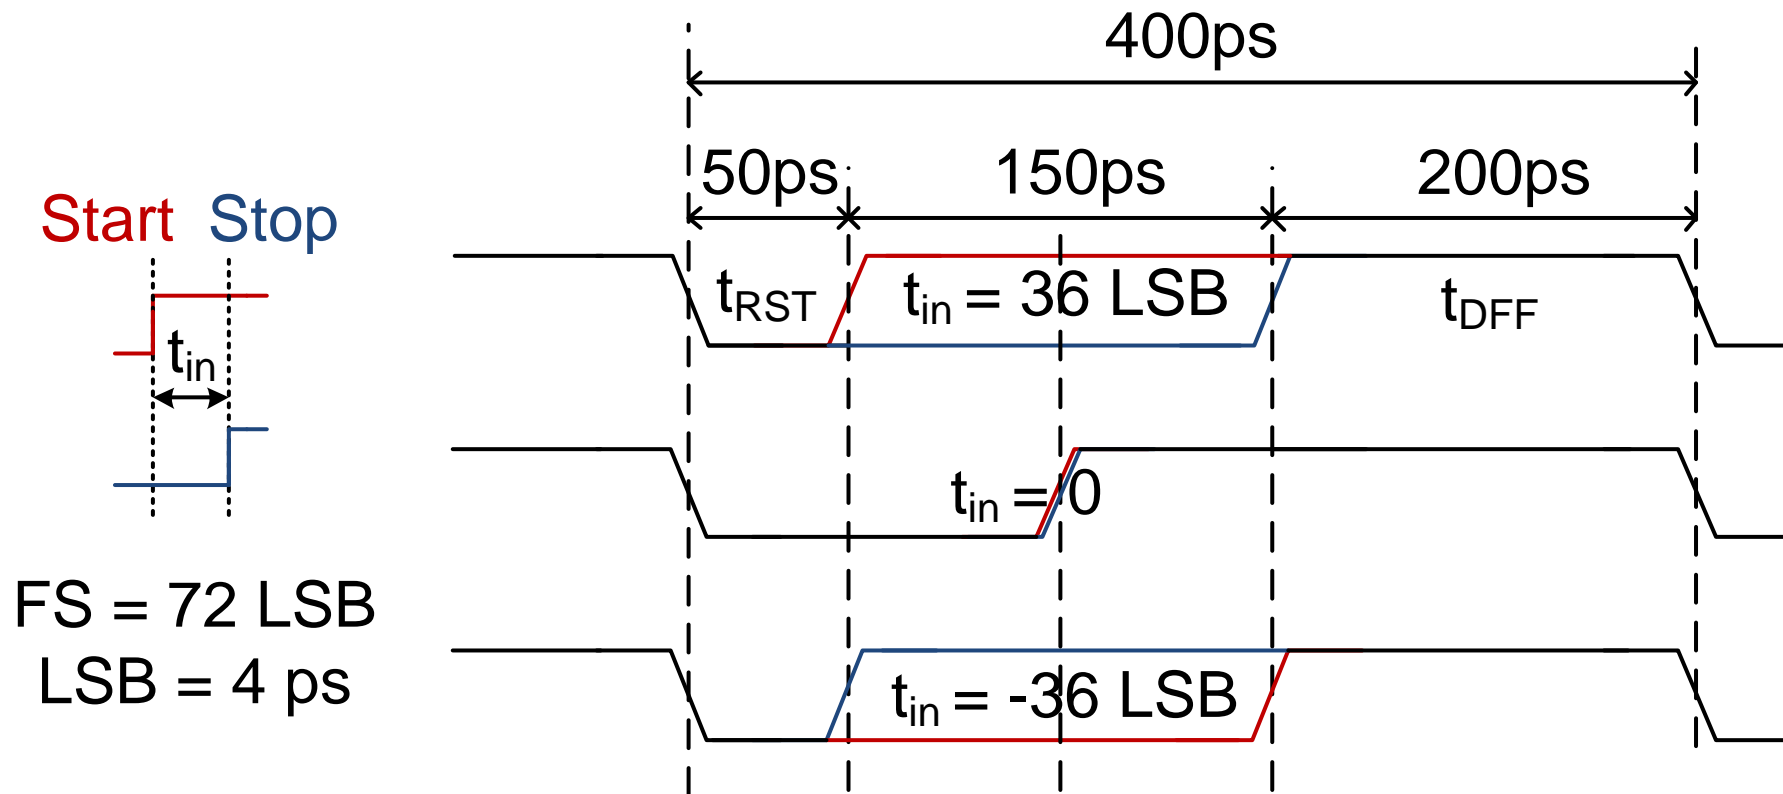 400ps
50ps
150ps
200ps
Start Stop
tRST
tin = 36 LSB
tDFF
tin
tin = 0
FS = 72 LSB
LSB = 4 ps
tin = -36 LSB